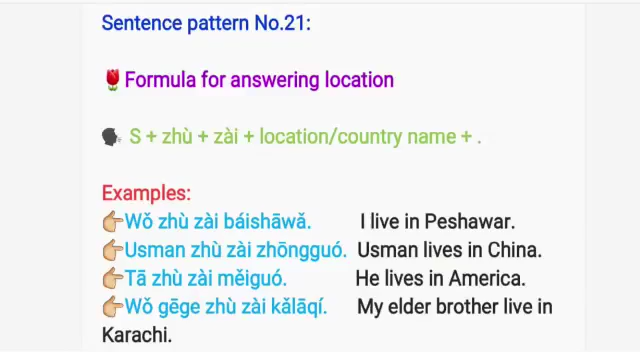 Sentence pattern No.21:
🌷Formula for answering location
🗣 S + zhù + zài + location/country name + .
Examples:
👉🏼Wǒ zhù zài báishāwǎ. I live in Peshawar.
👉🏼Usman zhù zài zhōngguó. Usman lives in China.
👉🏼Tā zhù zài měiguó. He lives in America.
👉🏼Wǒ gēge zhù zài kǎlāqí. My elder brother live in
Karachi.